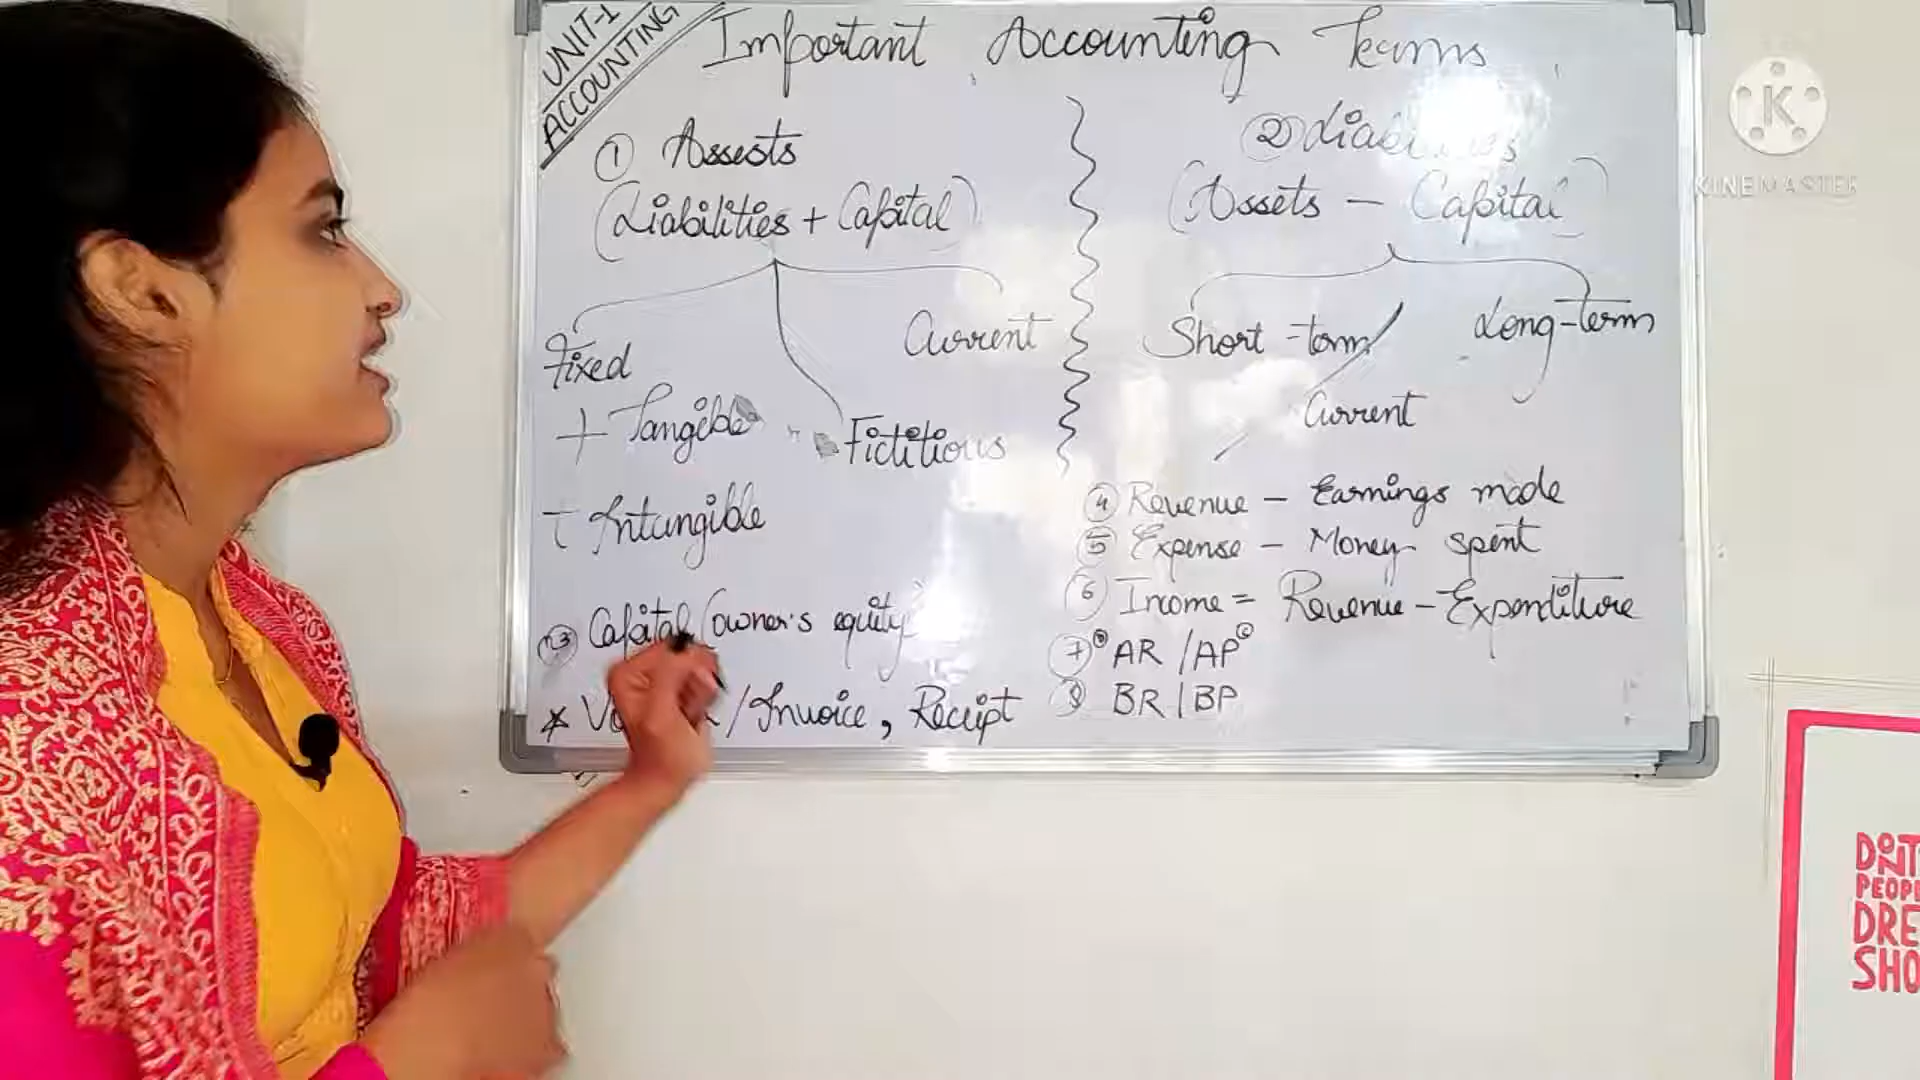 UNIT-1
ACCOUNTING
Important Accounting Terms
① Assests
(Liabilities + Capital)
Fixed
Current
Tangible
Fictitious
Intangible
③ Capital (owner's equity
* / Invoice, Receipt
② Liabilities
(Assets - Capital)
Short-term
Long-term
Current
④ Revenue - Earnings made
⑤ Expense - Money spent
⑥ Income = Revenue - Expenditure
⑦ AR / AP
⑧ BR / BP
K
KINEMASTER
DON'T
PEOPL
DRE
SHO